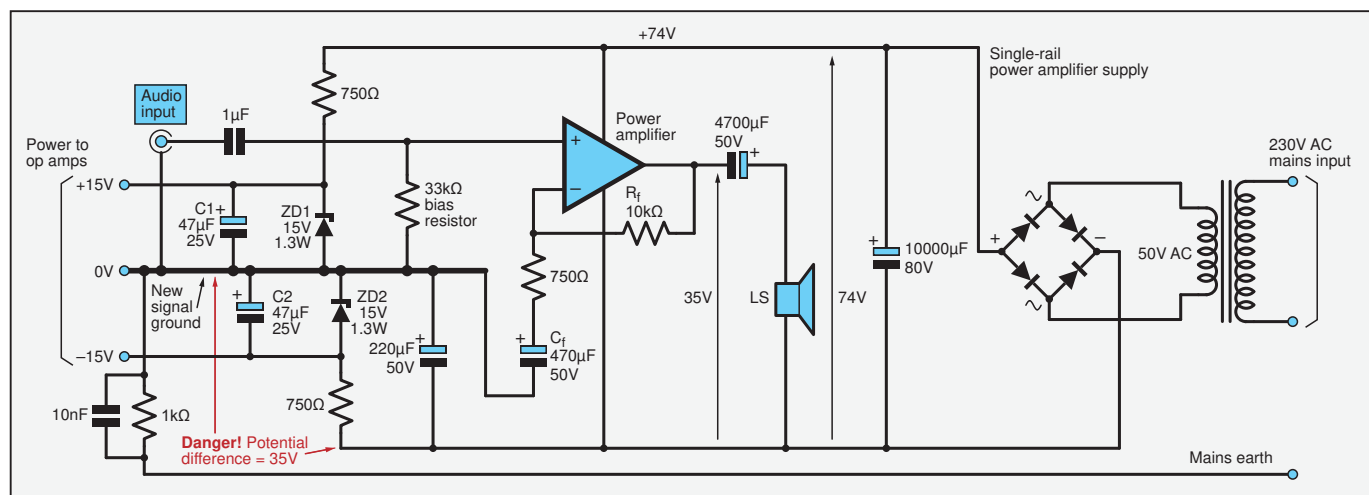 +74V
Single-rail
power amplifier supply
750Ω
Audio
input
1µF
Power
amplifier
4700µF
50V
+
230V AC
mains input
Power to
op amps
+
–
+15V
C1
+
47µF
25V
ZD1
15V
1.3W
33kΩ
bias
resistor
Rf
10kΩ
+
10000µF
80V
+
–
50V AC
~
~
0V
New
signal
ground
+
C2
47µF
25V
ZD2
15V
1.3W
750Ω
35V
LS
74V
–15V
+
220µF
50V
+
Cf
470µF
50V
10nF
1kΩ
750Ω
Danger! Potential
difference = 35V
Mains earth